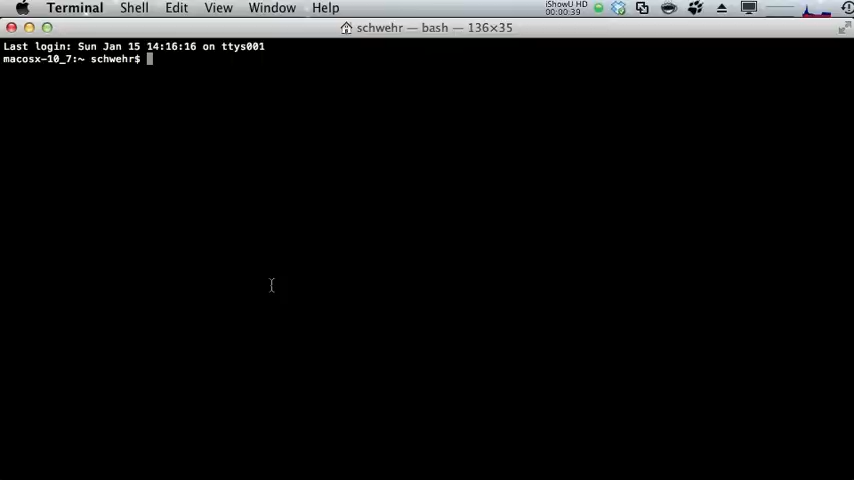 Terminal Shell Edit View Window Help iShowU HD
00:00:39
schwehr — bash — 136×35
Last login: Sun Jan 15 14:16:16 on ttys001
macosx-10_7:~ schwehr$